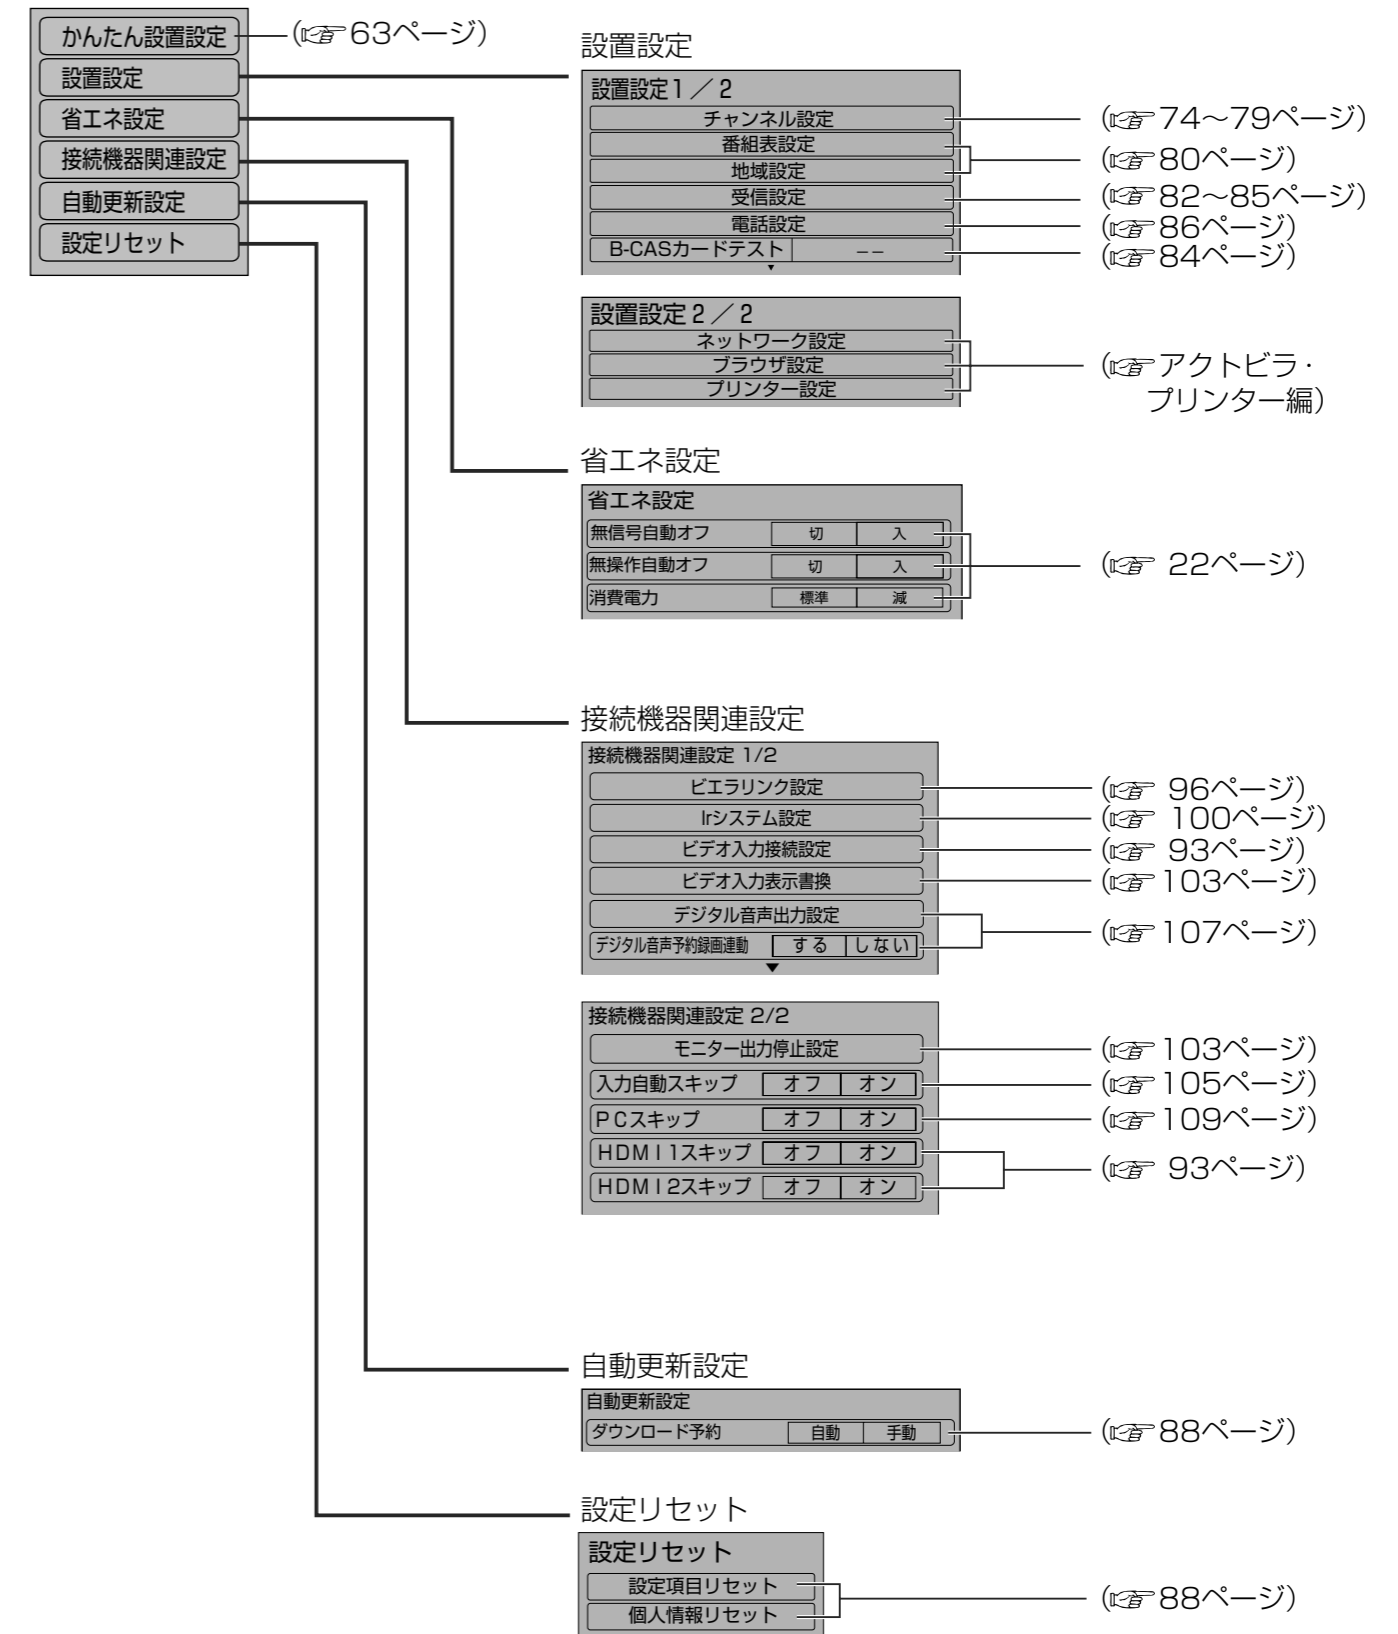 かんたん設置設定
(☞63ページ)
設置設定
省エネ設定
接続機器関連設定
自動更新設定
設定リセット
設置設定
設置設定1／2
チャンネル設定
(☞74～79ページ)
番組表設定
地域設定
(☞80ページ)
受信設定
(☞82～85ページ)
電話設定
(☞86ページ)
B-CASカードテスト
−−
(☞84ページ)
▼
設置設定2／2
ネットワーク設定
ブラウザ設定
プリンター設定
(☞アクトビラ・
プリンター編)
省エネ設定
省エネ設定
無信号自動オフ 切 入
無操作自動オフ 切 入
消費電力 標準 減
(☞ 22ページ)
接続機器関連設定
接続機器関連設定 1/2
ビエラリンク設定
(☞ 96ページ)
Irシステム設定
(☞ 100ページ)
ビデオ入力接続設定
(☞ 93ページ)
ビデオ入力表示書換
(☞103ページ)
デジタル音声出力設定
デジタル音声予約録画連動 する しない
(☞107ページ)
▼
接続機器関連設定 2/2
モニター出力停止設定
(☞103ページ)
入力自動スキップ オフ オン
(☞105ページ)
PCスキップ オフ オン
(☞109ページ)
HDMI1スキップ オフ オン
HDMI2スキップ オフ オン
(☞ 93ページ)
自動更新設定
自動更新設定
ダウンロード予約 自動 手動
(☞88ページ)
設定リセット
設定リセット
設定項目リセット
個人情報リセット
(☞88ページ)